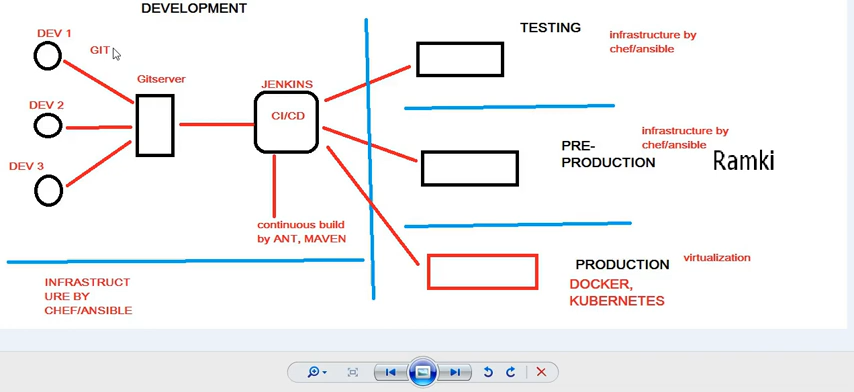 DEVELOPMENT
DEV 1
GIT
Gitserver
DEV 2
DEV 3
JENKINS
CI/CD
continuous build
by ANT, MAVEN
INFRASTRUCT
URE BY
CHEF/ANSIBLE
TESTING
infrastructure by
chef/ansible
PRE-
PRODUCTION
infrastructure by
chef/ansible
Ramki
PRODUCTION
virtualization
DOCKER,
KUBERNETES